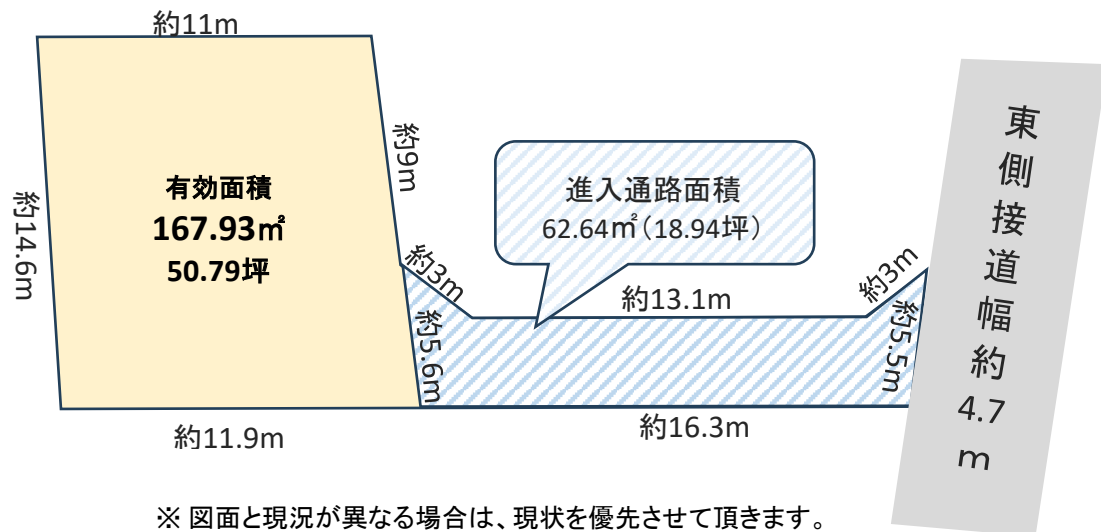 約11m
約14.6m
有効面積
167.93㎡
50.79坪
約9m
進入通路面積
62.64㎡(18.94坪)
約3m
約13.1m
約3m
約5.6m
約5.5m
約11.9m
約16.3m
東側接道幅約4.7m
※ 図面と現況が異なる場合は、現状を優先させて頂きます。